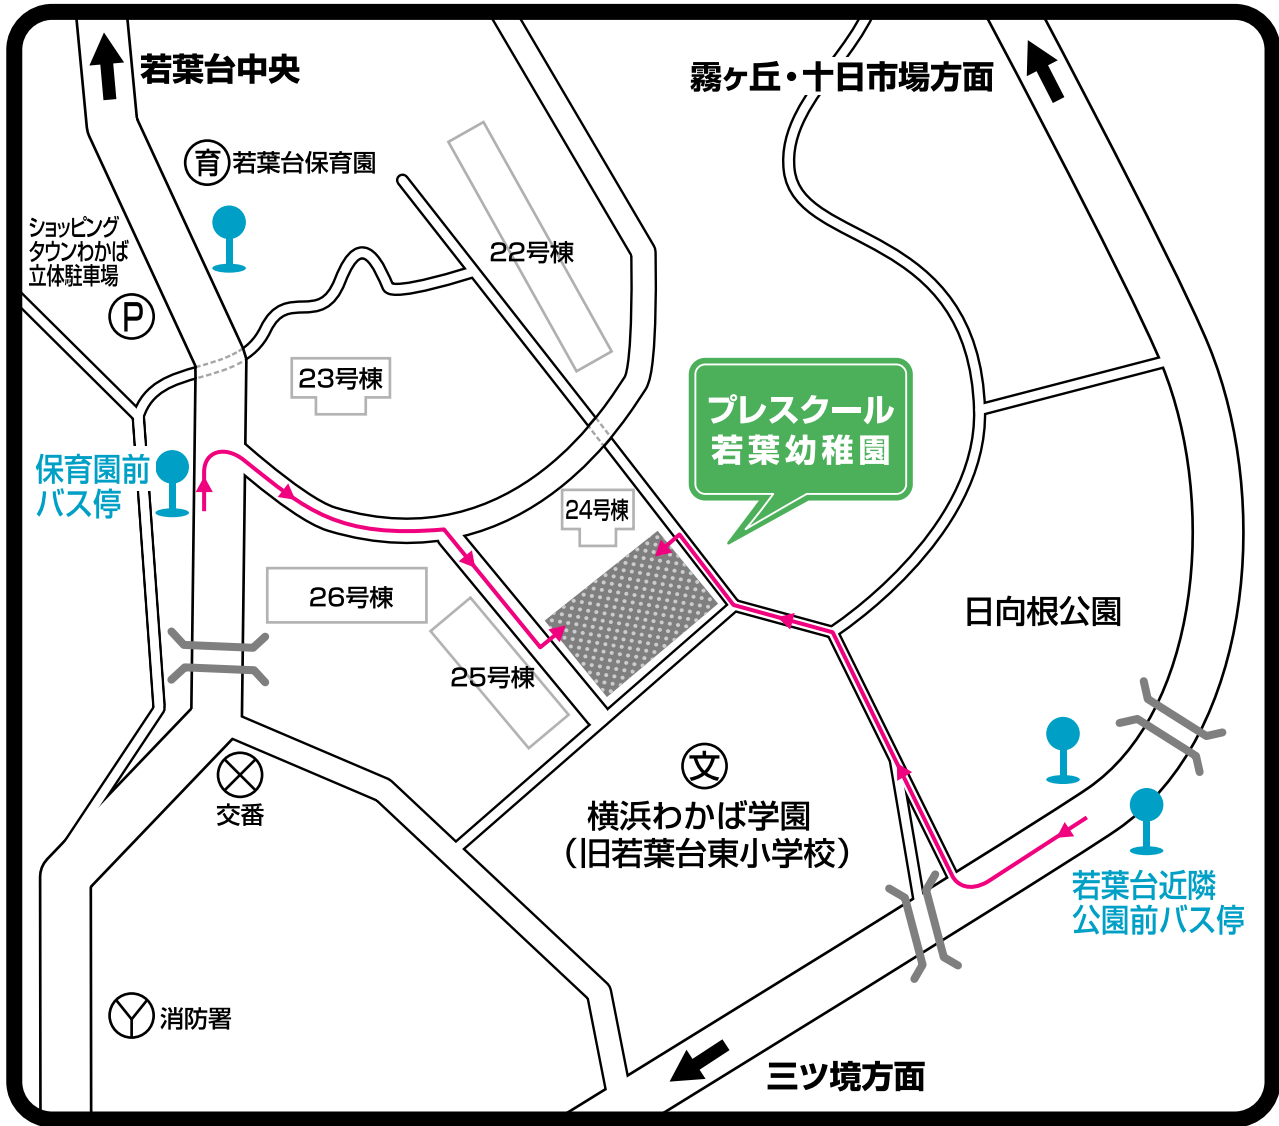 若葉台中央
霧ヶ丘・十日市場方面
育
若葉台保育園
ショッピング
タウンわかば
立体駐車場
P
22号棟
23号棟
プレスクール
若葉幼稚園
保育園前
バス停
24号棟
26号棟
25号棟
日向根公園
文
横浜わかば学園
（旧若葉台東小学校）
交番
若葉台近隣
公園前バス停
消防署
三ツ境方面